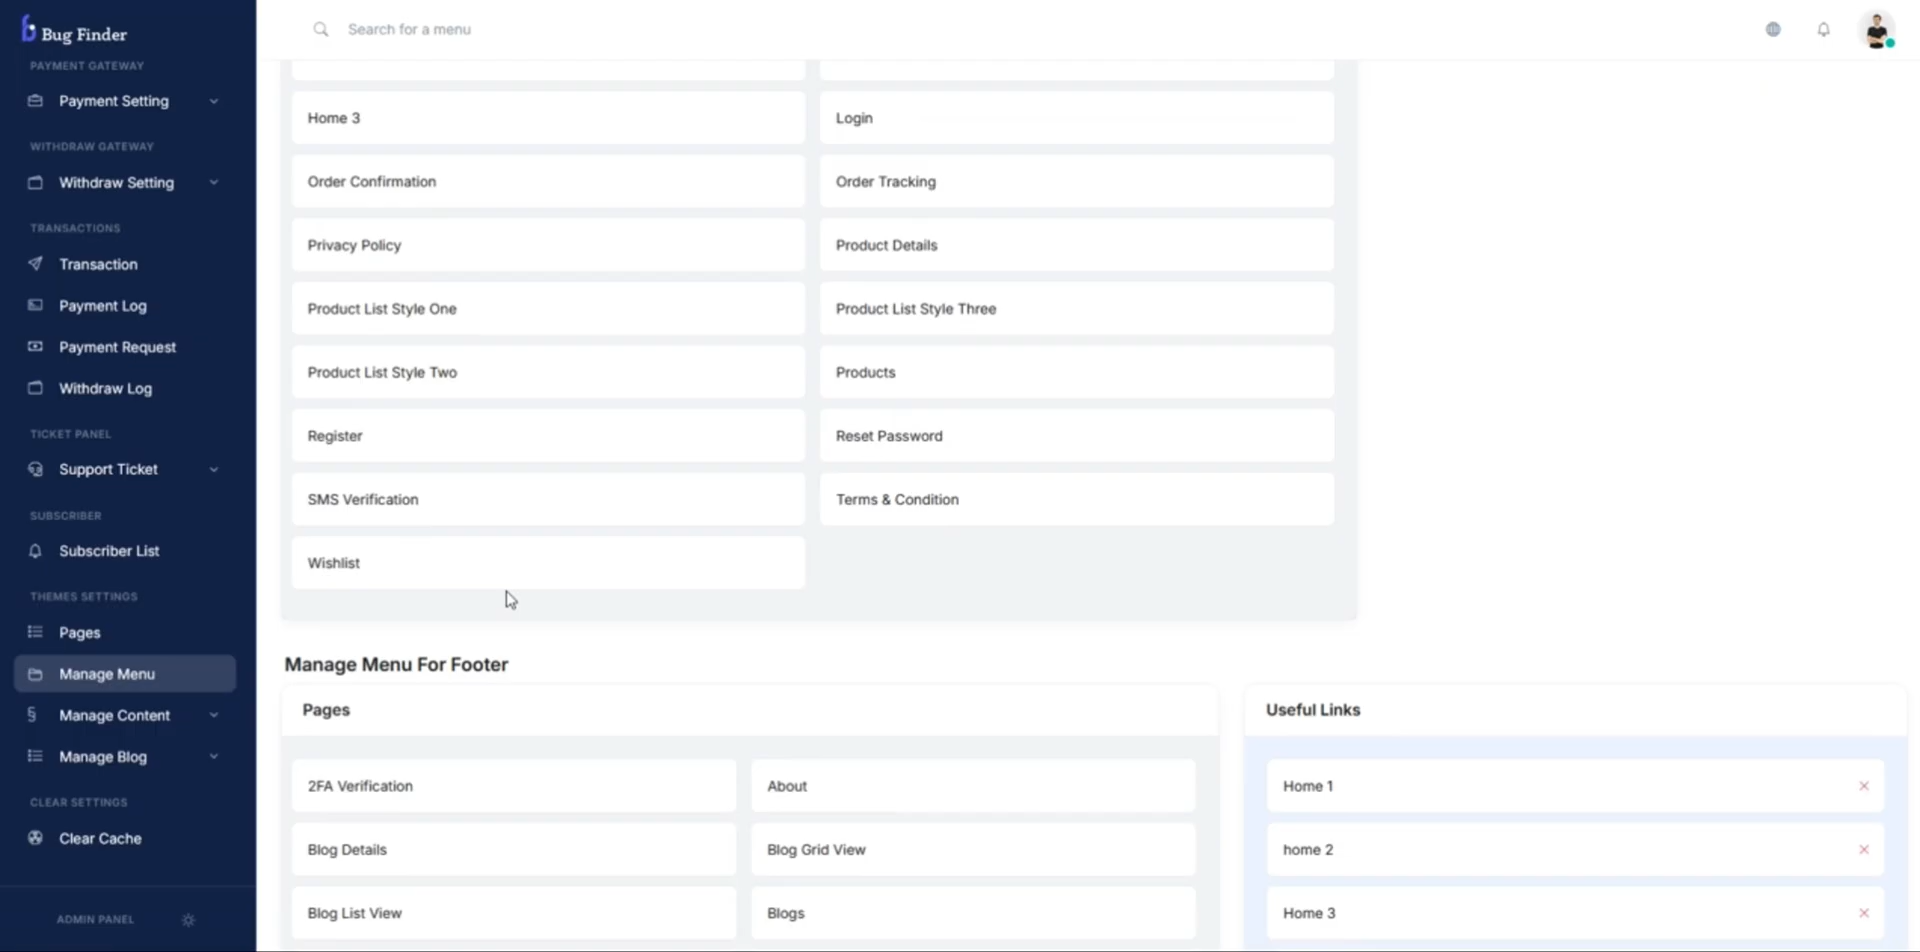 Bug Finder
Search for a menu
PAYMENT GATEWAY
Payment Setting
WITHDRAW GATEWAY
Withdraw Setting
TRANSACTIONS
Transaction
Payment Log
Payment Request
Withdraw Log
TICKET PANEL
Support Ticket
SUBSCRIBER
Subscriber List
THEMES SETTINGS
Pages
Manage Menu
Manage Content
Manage Blog
CLEAR SETTINGS
Clear Cache
ADMIN PANEL
Home 3
Login
Order Confirmation
Order Tracking
Privacy Policy
Product Details
Product List Style One
Product List Style Three
Product List Style Two
Products
Register
Reset Password
SMS Verification
Terms & Condition
Wishlist
Manage Menu For Footer
Pages
2FA Verification
About
Blog Details
Blog Grid View
Blog List View
Blogs
Useful Links
Home 1
home 2
Home 3